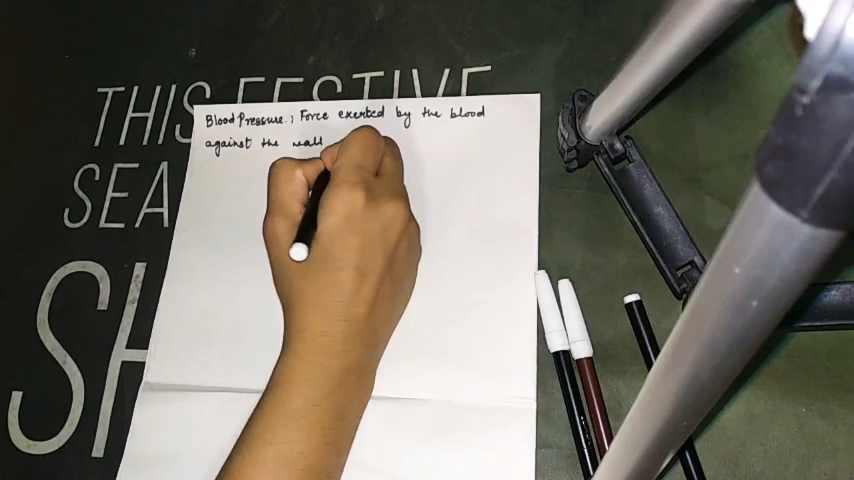 THIS FESTIVE
SEA
SH
Blood Pressure : Force exerted by the blood
against the wall